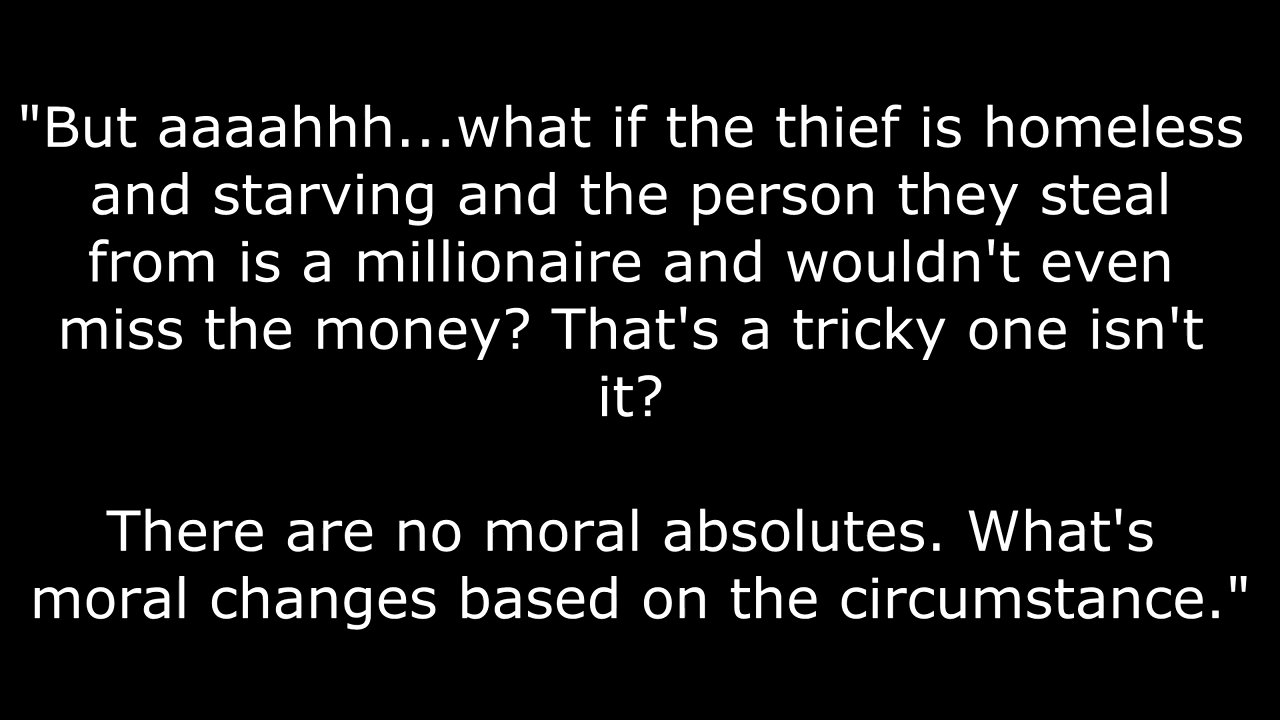 "But aaaahhh...what if the thief is homeless
and starving and the person they steal
from is a millionaire and wouldn't even
miss the money? That's a tricky one isn't
it?
There are no moral absolutes. What's
moral changes based on the circumstance."